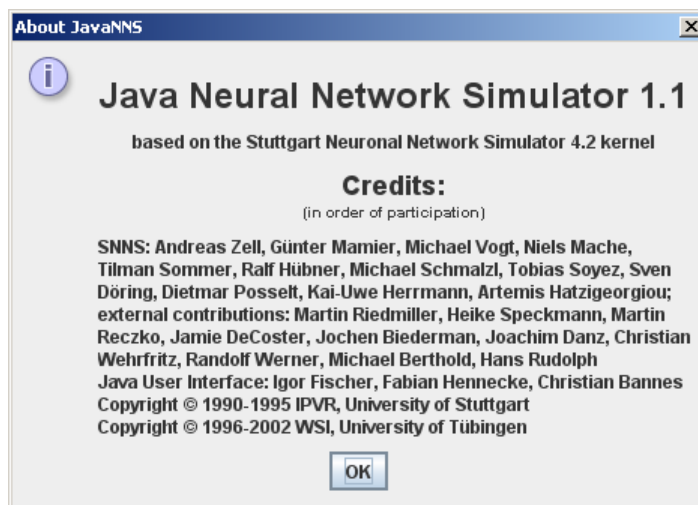 About JavaNNS
Java Neural Network Simulator 1.1
based on the Stuttgart Neuronal Network Simulator 4.2 kernel
Credits:
(in order of participation)
SNNS: Andreas Zell, Günter Mamier, Michael Vogt, Niels Mache,
Tilman Sommer, Ralf Hübner, Michael Schmalzl, Tobias Soyez, Sven
Döring, Dietmar Posselt, Kai-Uwe Herrmann, Artemis Hatzigeorgiou;
external contributions: Martin Riedmiller, Heike Speckmann, Martin
Reczko, Jamie DeCoster, Jochen Biederman, Joachim Danz, Christian
Wehrfritz, Randolf Werner, Michael Berthold, Hans Rudolph
Java User Interface: Igor Fischer, Fabian Hennecke, Christian Bannes
Copyright © 1990-1995 IPVR, University of Stuttgart
Copyright © 1996-2002 WSI, University of Tübingen
OK